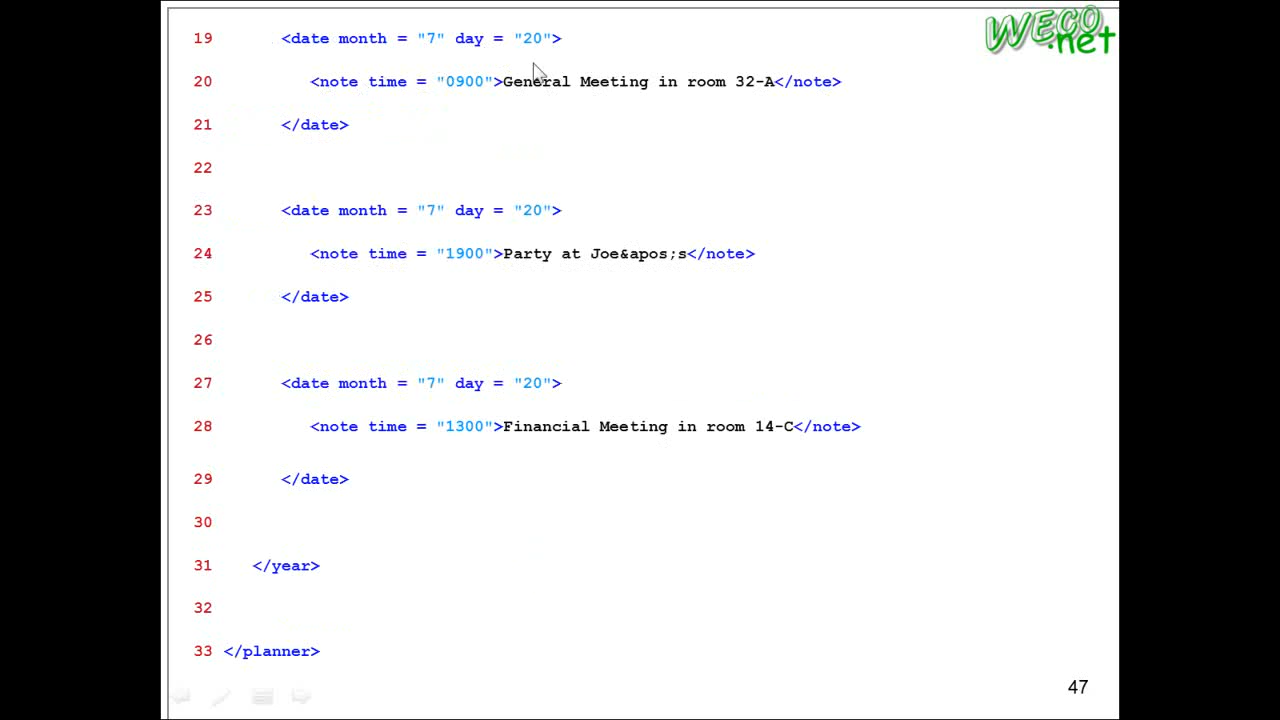 WECO.net
19 <date month = "7" day = "20">
20 <note time = "0900">General Meeting in room 32-A</note>
21 </date>
22
23 <date month = "7" day = "20">
24 <note time = "1900">Party at Joe&apos;s</note>
25 </date>
26
27 <date month = "7" day = "20">
28 <note time = "1300">Financial Meeting in room 14-C</note>
29 </date>
30
31 </year>
32
33 </planner>
47